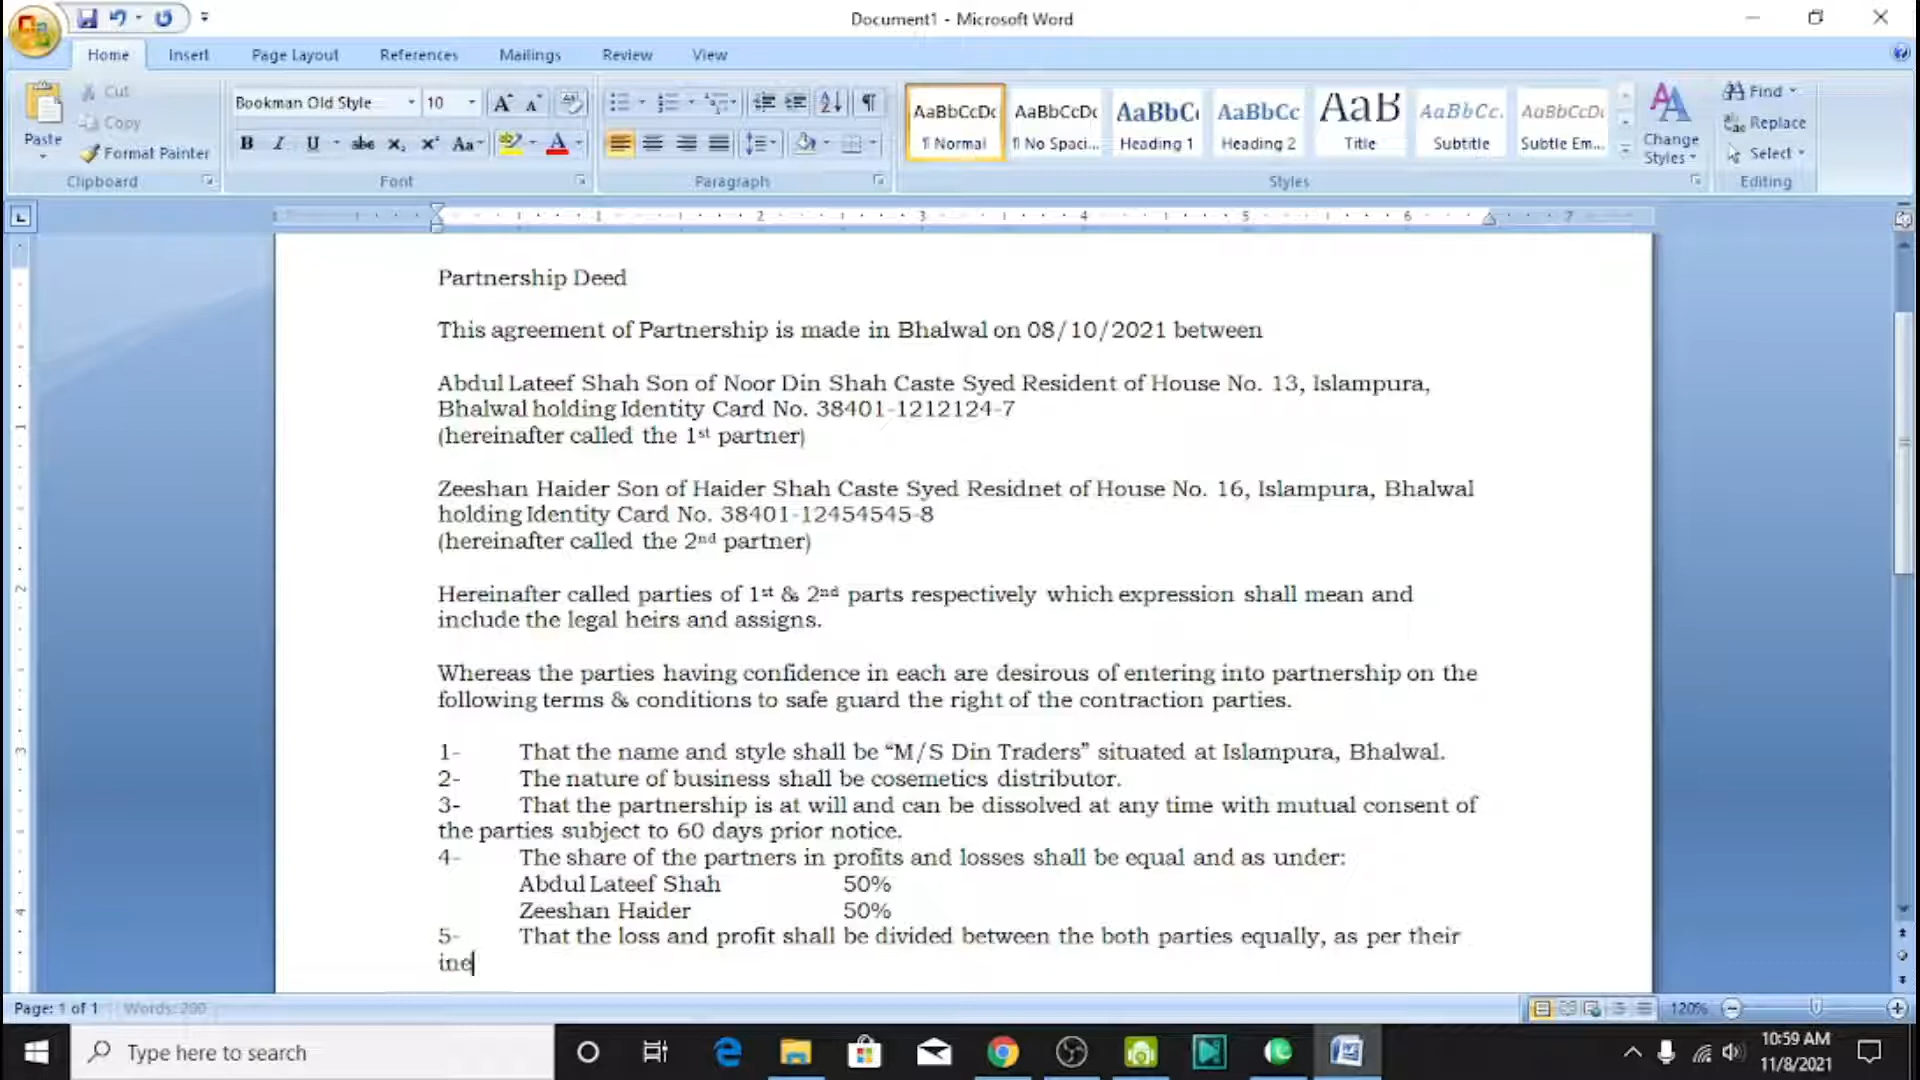 Document1 - Microsoft Word
Home Insert Page Layout References Mailings Review View
Paste
Cut
Copy
Format Painter
Clipboard
Bookman Old Style 10
B I U abc x₂ x² Aa A
Font
Paragraph
AaBbCcDc AaBbCcDc AaBbC AaBbCc AaB AaBbCc. AaBbCcDc
¶ Normal ¶ No Spaci... Heading 1 Heading 2 Title Subtitle Subtle Em...
Styles
Change Styles
Find
Replace
Select
Editing
1 2 3 4 5 6 7
Partnership Deed
This agreement of Partnership is made in Bhalwal on 08/10/2021 between
Abdul Lateef Shah Son of Noor Din Shah Caste Syed Resident of House No. 13, Islampura,
Bhalwal holding Identity Card No. 38401-1212124-7
(hereinafter called the 1st partner)
Zeeshan Haider Son of Haider Shah Caste Syed Residnet of House No. 16, Islampura, Bhalwal
holding Identity Card No. 38401-12454545-8
(hereinafter called the 2nd partner)
Hereinafter called parties of 1st & 2nd parts respectively which expression shall mean and
include the legal heirs and assigns.
Whereas the parties having confidence in each are desirous of entering into partnership on the
following terms & conditions to safe guard the right of the contraction parties.
1- That the name and style shall be “M/S Din Traders” situated at Islampura, Bhalwal.
2- The nature of business shall be cosemetics distributor.
3- That the partnership is at will and can be dissolved at any time with mutual consent of
the parties subject to 60 days prior notice.
4- The share of the partners in profits and losses shall be equal and as under:
Abdul Lateef Shah 50%
Zeeshan Haider 50%
5- That the loss and profit shall be divided between the both parties equally, as per their
ine
Page: 1 of 1 Words: 200 120%
Type here to search
10:59 AM
11/8/2021